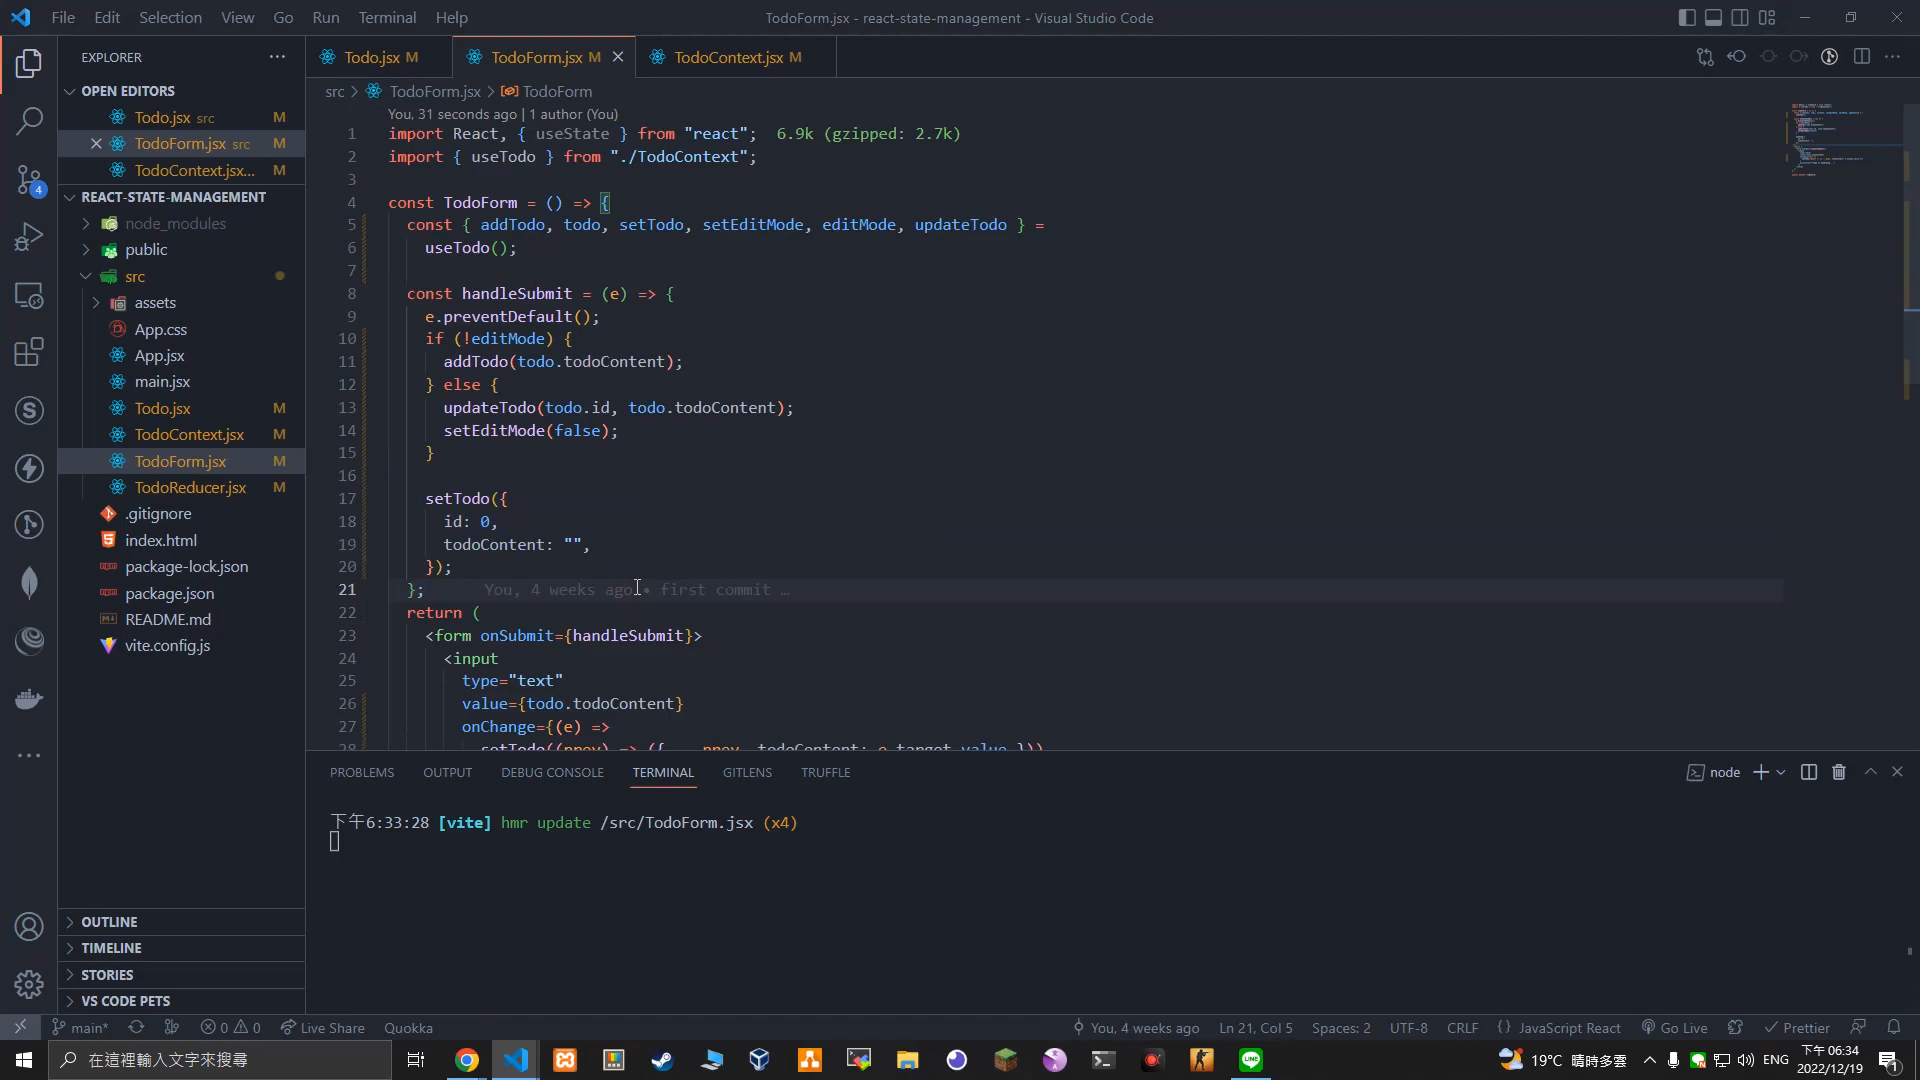 File Edit Selection View Go Run Terminal Help
TodoForm.jsx - react-state-management - Visual Studio Code
EXPLORER
Todo.jsx M
TodoForm.jsx M
TodoContext.jsx M
OPEN EDITORS
Todo.jsx src M
TodoForm.jsx src M
TodoContext.jsx... M
REACT-STATE-MANAGEMENT
node_modules
public
src
assets
App.css
App.jsx
main.jsx
Todo.jsx M
TodoContext.jsx M
TodoForm.jsx M
TodoReducer.jsx M
.gitignore
index.html
package-lock.json
package.json
README.md
vite.config.js
OUTLINE
TIMELINE
STORIES
VS CODE PETS
4
src > TodoForm.jsx > TodoForm
You, 31 seconds ago | 1 author (You)
1 import React, { useState } from "react"; 6.9k (gzipped: 2.7k)
2 import { useTodo } from "./TodoContext";
3
4 const TodoForm = () => {
5 const { addTodo, todo, setTodo, setEditMode, editMode, updateTodo } =
6 useTodo();
7
8 const handleSubmit = (e) => {
9 e.preventDefault();
10 if (!editMode) {
11 addTodo(todo.todoContent);
12 } else {
13 updateTodo(todo.id, todo.todoContent);
14 setEditMode(false);
15 }
16
17 setTodo({
18 id: 0,
19 todoContent: "",
20 });
21 }; You, 4 weeks ago • first commit …
22 return (
23 <form onSubmit={handleSubmit}>
24 <input
25 type="text"
26 value={todo.todoContent}
27 onChange={(e) =>
28 setTodo((prev) => ({ ...prev, todoContent: e.target.value }))
PROBLEMS OUTPUT DEBUG CONSOLE TERMINAL GITLENS TRUFFLE
node
下午6:33:28 [vite] hmr update /src/TodoForm.jsx (x4)
main* 0 0 Live Share Quokka
You, 4 weeks ago Ln 21, Col 5 Spaces: 2 UTF-8 CRLF JavaScript React Go Live Prettier
在這裡輸入文字來搜尋
19°C 晴時多雲
ENG
下午 06:34
2022/12/19
1